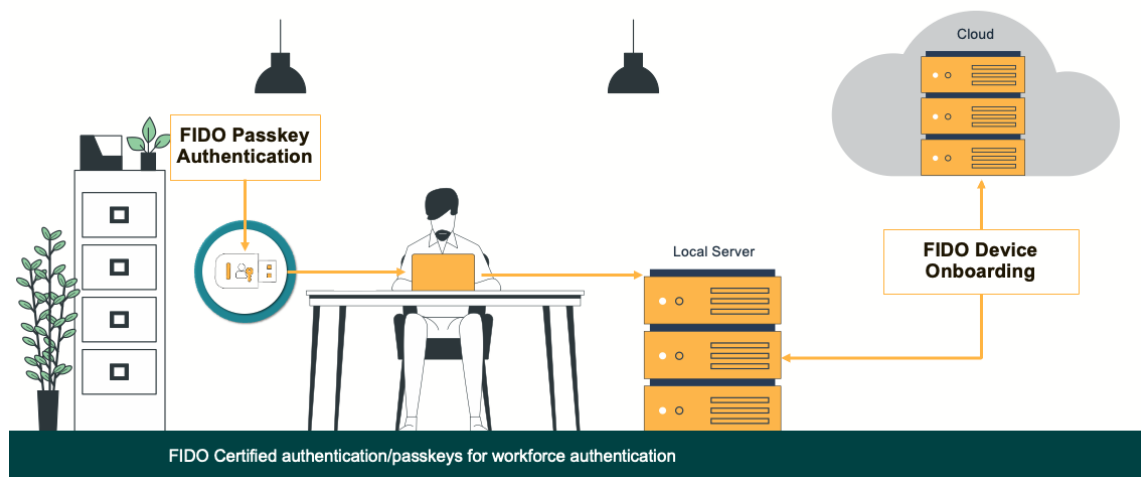 Cloud
FIDO Passkey
Authentication
Local Server
FIDO Device
Onboarding
FIDO Certified authentication/passkeys for workforce authentication